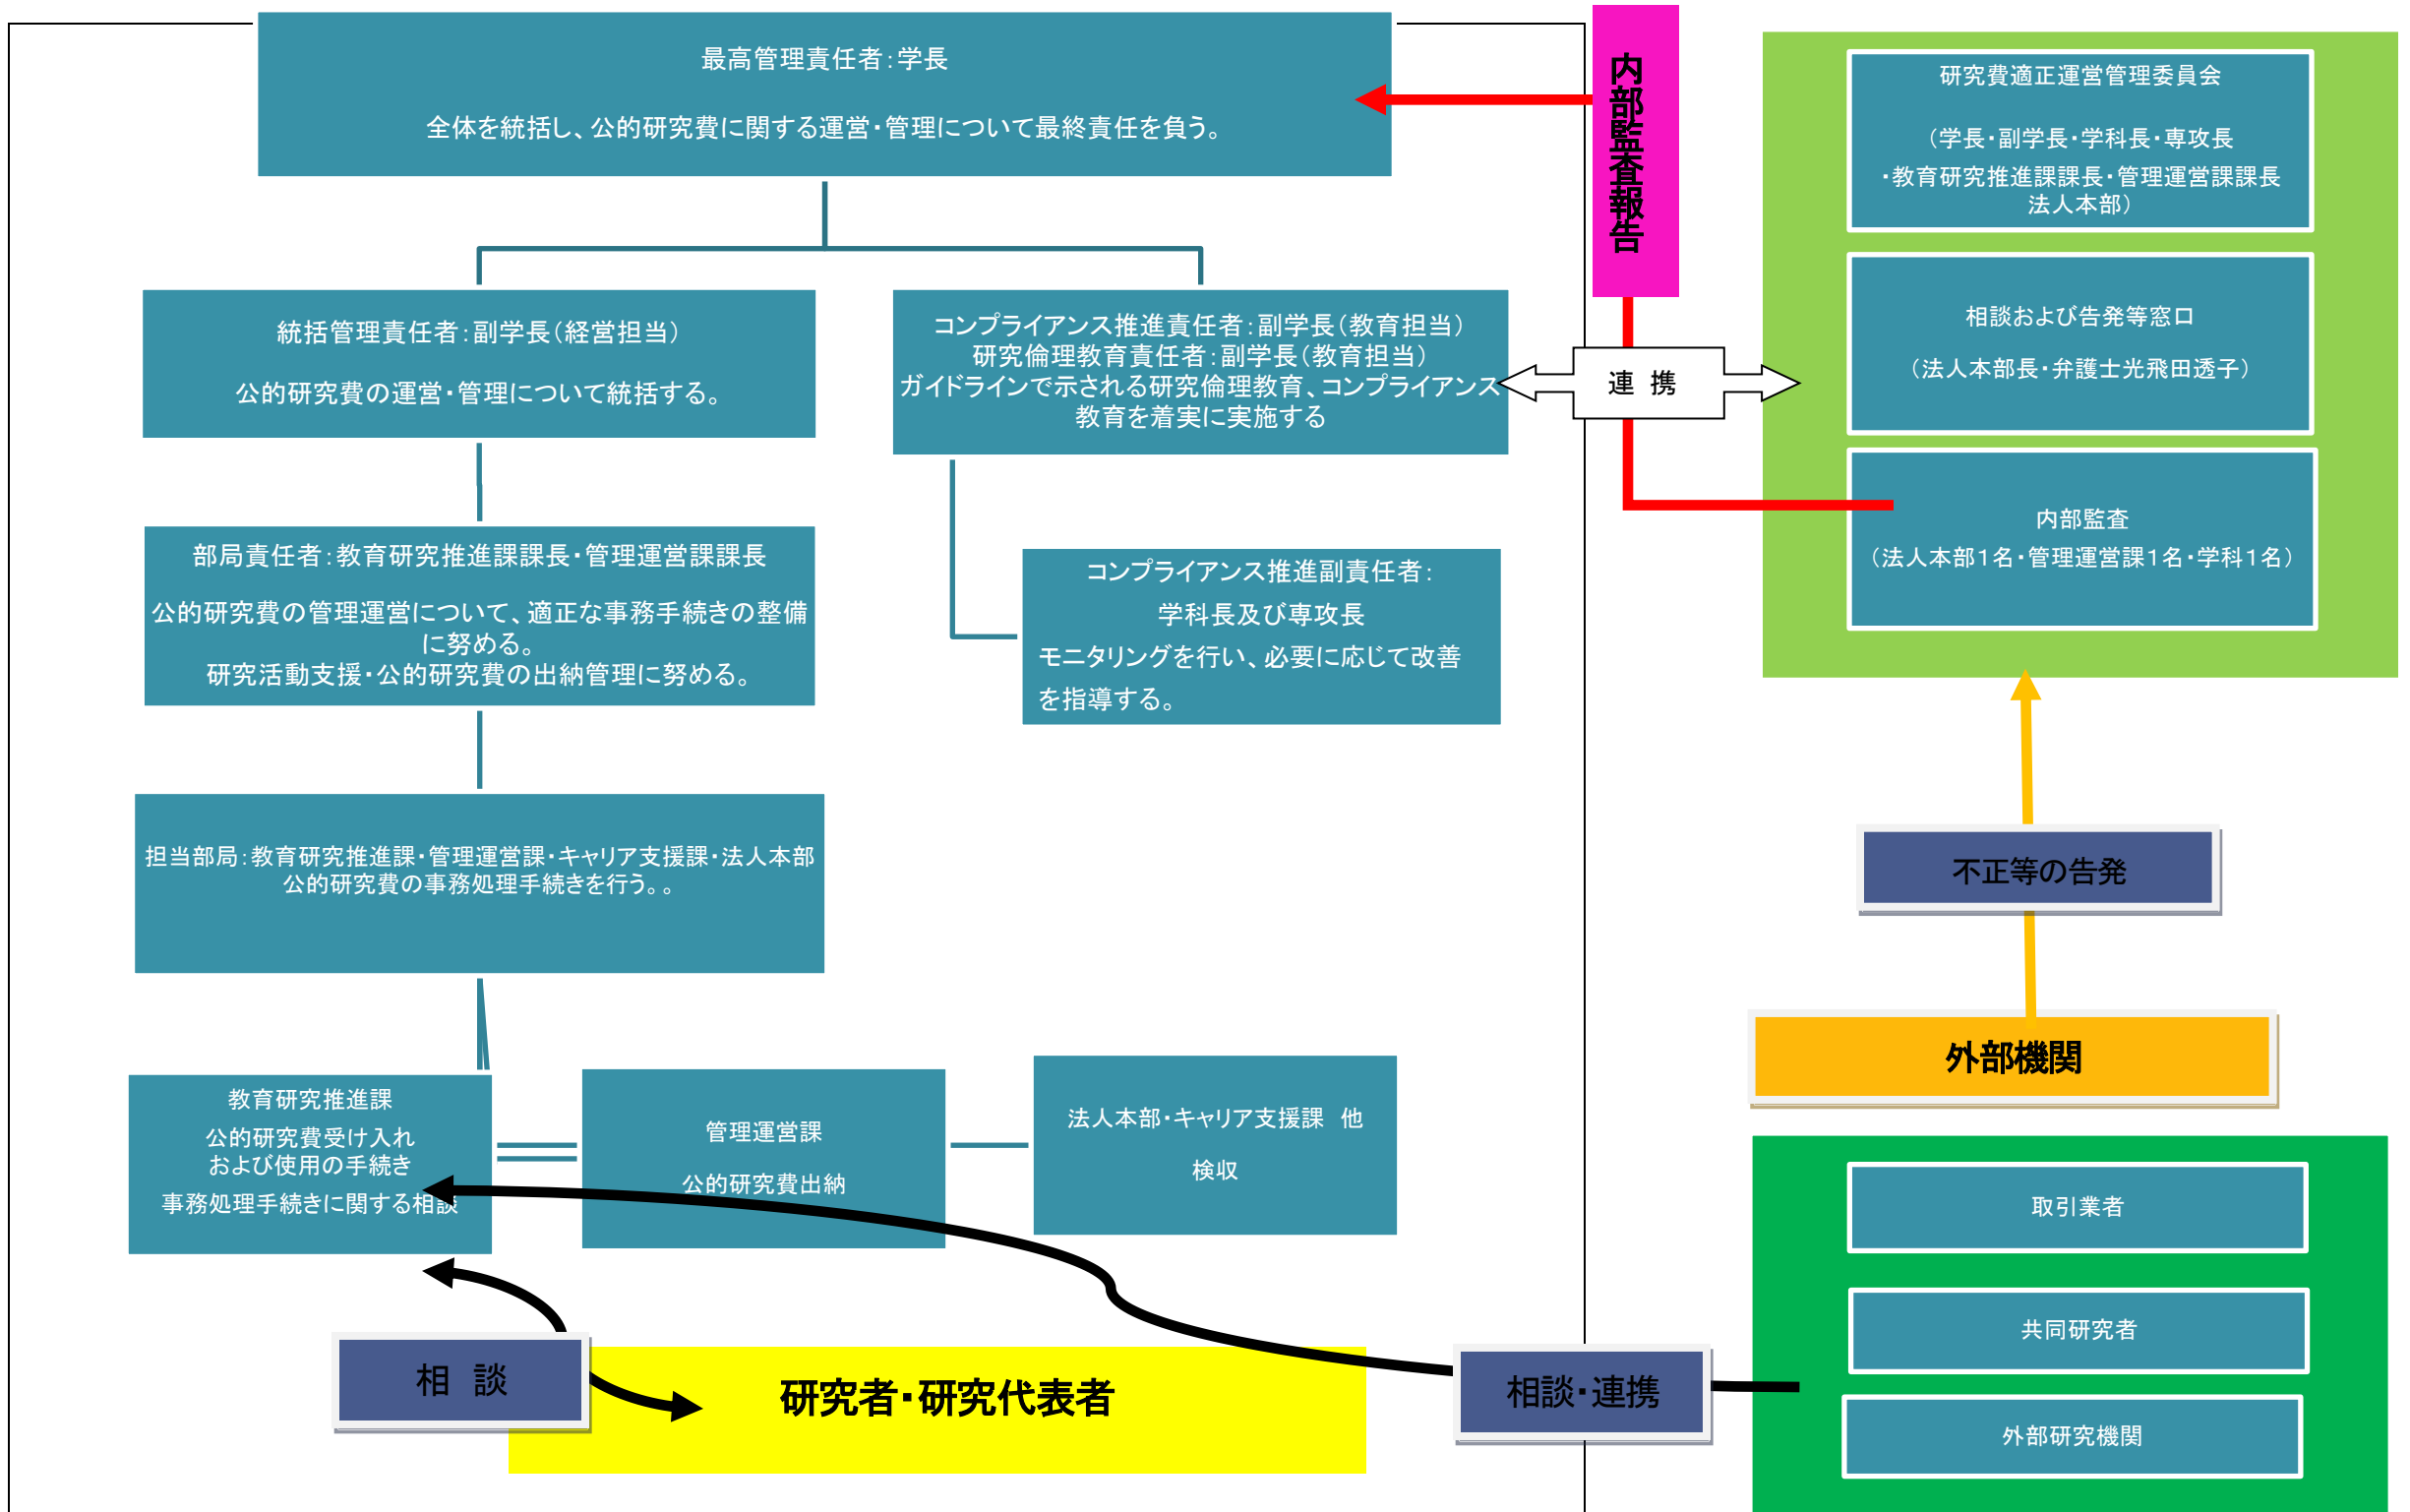 最高管理責任者：学長
全体を統括し、公的研究費に関する運営・管理について最終責任を負う。
内部監査報告
研究費適正運営管理委員会
（学長・副学長・学科長・専攻長
・教育研究推進課課長・管理運営課課長
法人本部）
統括管理責任者：副学長（経営担当）
公的研究費の運営・管理について統括する。
コンプライアンス推進責任者：副学長（教育担当）
研究倫理教育責任者：副学長（教育担当）
ガイドラインで示される研究倫理教育、コンプライアンス
教育を着実に実施する
連　携
相談および告発等窓口
（法人本部長・弁護士光飛田透子）
内部監査
（法人本部１名・管理運営課１名・学科１名）
部局責任者：教育研究推進課課長・管理運営課課長
公的研究費の管理運営について、適正な事務手続きの整備
に努める。
研究活動支援・公的研究費の出納管理に努める。
コンプライアンス推進副責任者：
学科長及び専攻長
モニタリングを行い、必要に応じて改善
を指導する。
担当部局：教育研究推進課・管理運営課・キャリア支援課・法人本部
公的研究費の事務処理手続きを行う。。
不正等の告発
外部機関
教育研究推進課
公的研究費受け入れ
および使用の手続き
事務処理手続きに関する相談
管理運営課
公的研究費出納
法人本部・キャリア支援課　他
検収
取引業者
共同研究者
外部研究機関
相　談
研究者・研究代表者
相談・連携